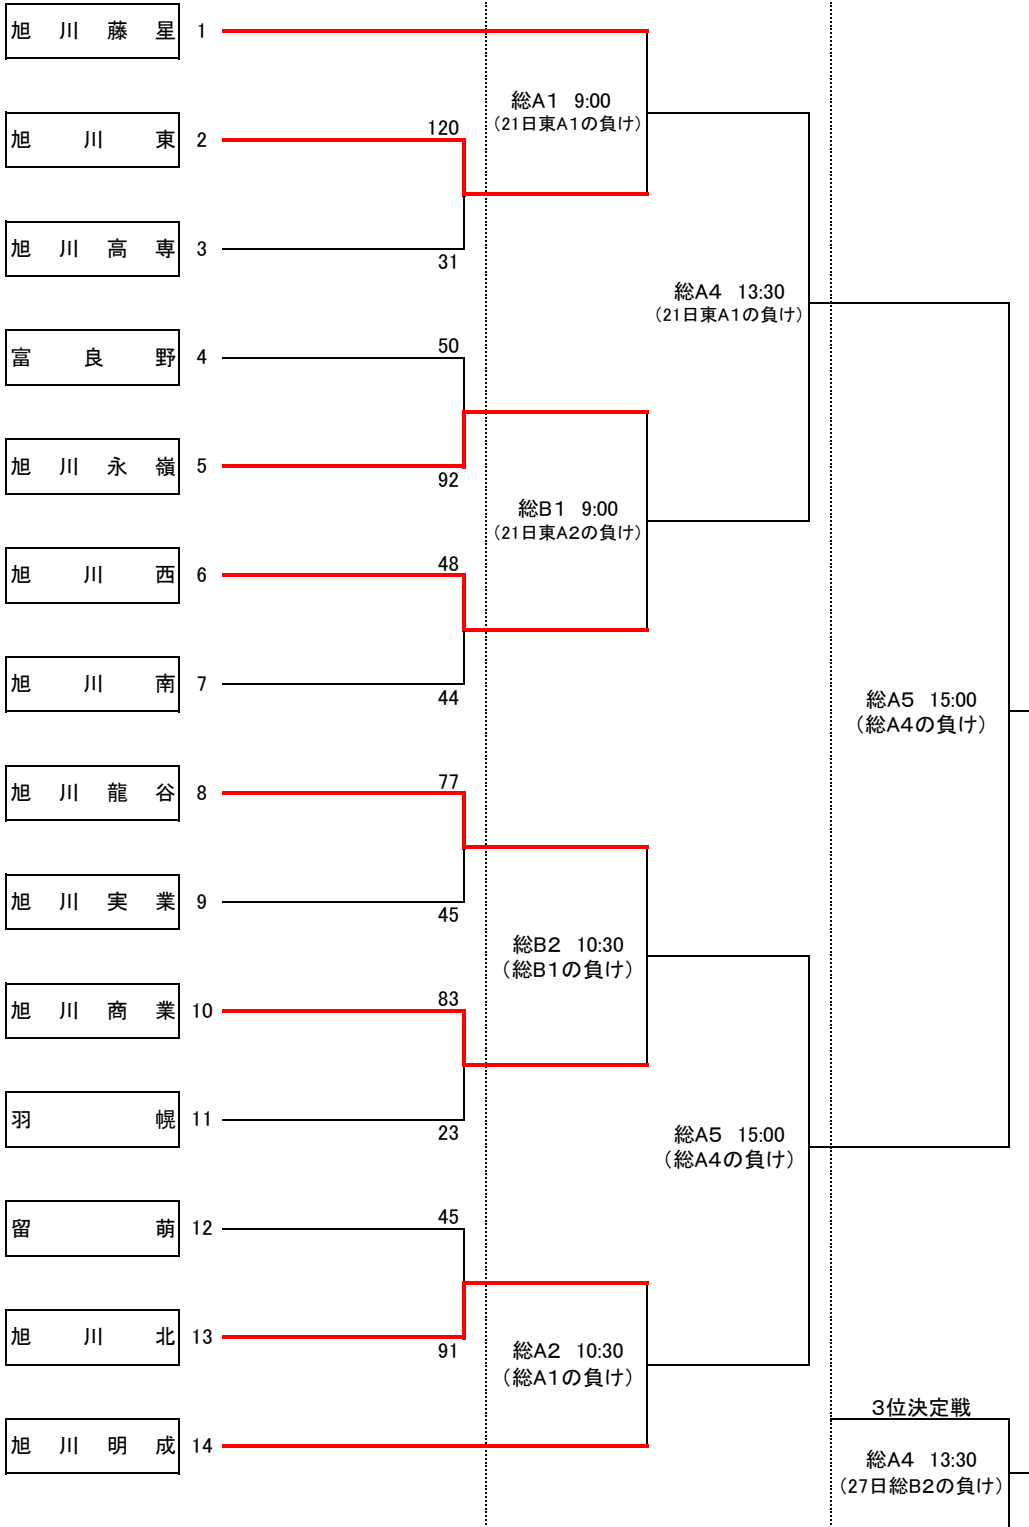 旭川藤星 1
総A1 9:00
（21日東A1の負け）
旭川東 2
120
旭川高専 3
31
総A4 13:30
（21日東A1の負け）
富良野 4
50
旭川永嶺 5
92
総B1 9:00
（21日東A2の負け）
旭川西 6
48
旭川南 7
44
総A5 15:00
（総A4の負け）
旭川龍谷 8
77
旭川実業 9
45
総B2 10:30
（総B1の負け）
旭川商業 10
83
羽幌 11
23
総A5 15:00
（総A4の負け）
留萌 12
45
旭川北 13
91
総A2 10:30
（総A1の負け）
3位決定戦
旭川明成 14
総A4 13:30
（27日総B2の負け）